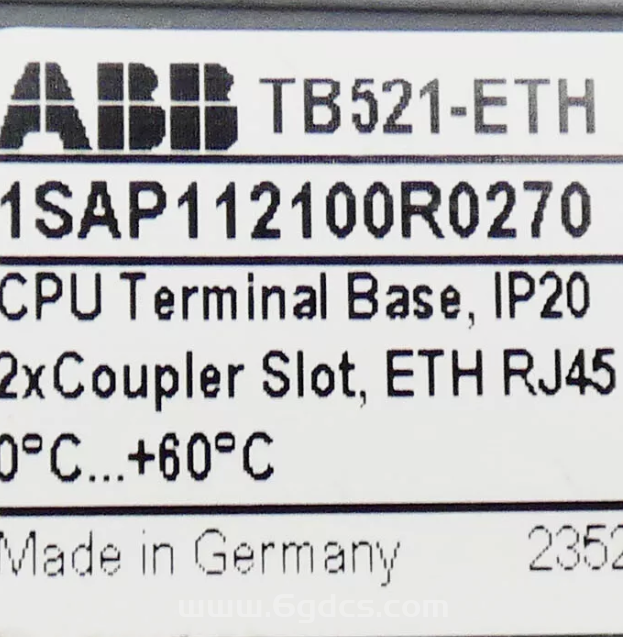 ABB TB521-ETH
1SAP112100R0270
CPU Terminal Base, IP20
2xCoupler Slot, ETH RJ45
0°C...+60°C
Made in Germany 2352
www.6gdcs.com